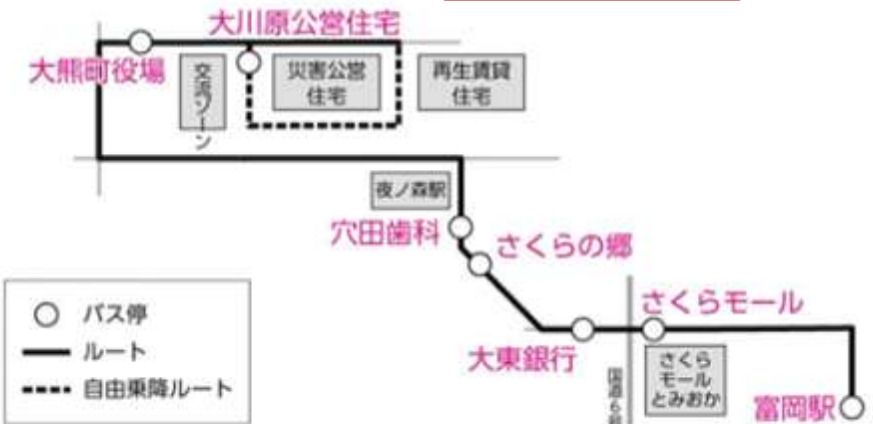 大川原公営住宅
大熊町役場
交流ゾーン
災害公営
住宅
再生賃貸
住宅
夜ノ森駅
穴田歯科
さくらの郷
さくらモール
大東銀行
さくら
モール
とみおか
国道6号
富岡駅
バス停
ルート
自由乗降ルート